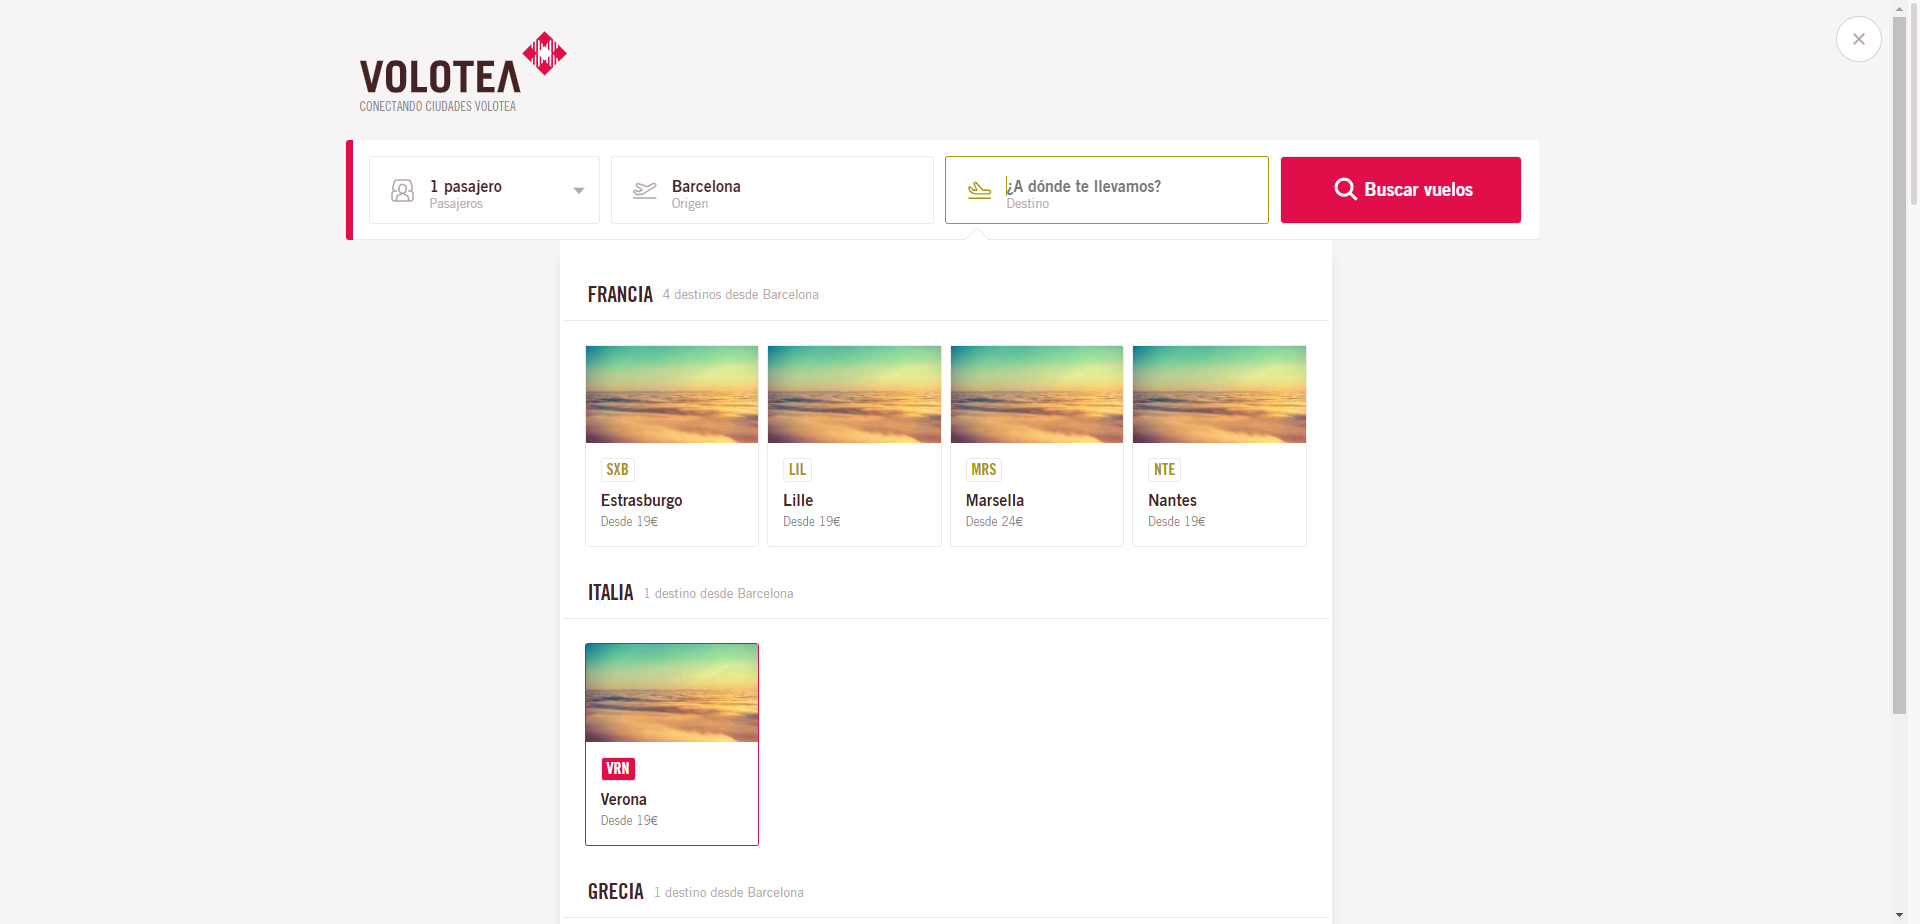 VOLOTEA
CONECTANDO CIUDADES VOLOTEA
1 pasajero
Pasajeros
Barcelona
Origen
¿A dónde te llevamos?
Destino
Buscar vuelos
FRANCIA 4 destinos desde Barcelona
SXB
Estrasburgo
Desde 19€
LIL
Lille
Desde 19€
MRS
Marsella
Desde 24€
NTE
Nantes
Desde 19€
ITALIA 1 destino desde Barcelona
VRN
Verona
Desde 19€
GRECIA 1 destino desde Barcelona